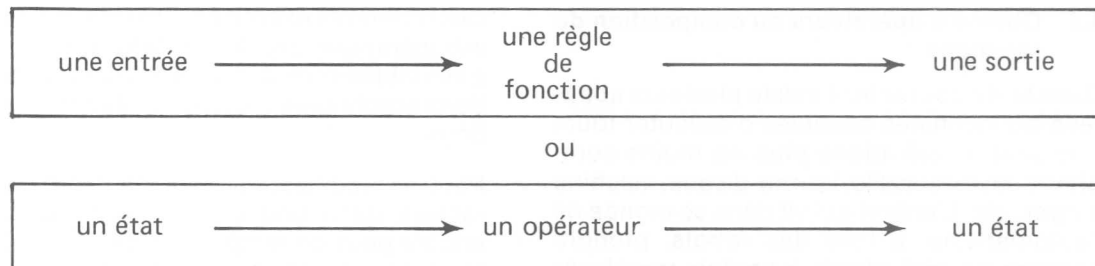 une entrée
une règle
de
fonction
une sortie
ou
un état
un opérateur
un état